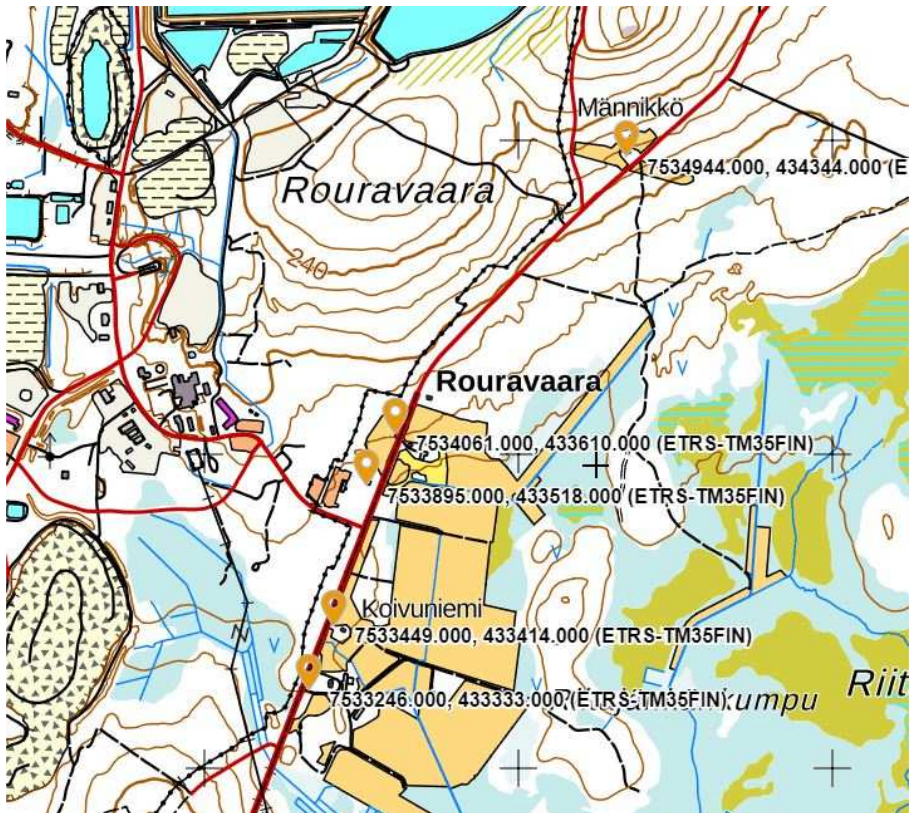 Männikkö
7534944.000, 434344.000 (E
Rouravaara
240
Rouravaara
7534061.000, 433610.000 (ETRS-TM35FIN)
7533895.000, 433518.000 (ETRS-TM35FIN)
Koivuniemi
7533449.000, 433414.000 (ETRS-TM35FIN)
Riit
7533246.000, 433333.000 (ETRS-TM35FIN)
kumpu